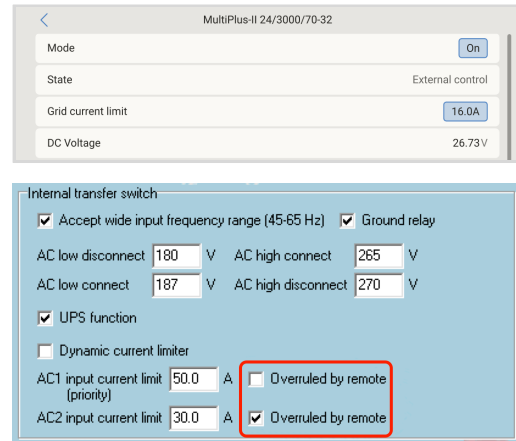 MultiPlus-II 24/3000/70-32
Mode On
State External control
Grid current limit 16.0A
DC Voltage 26.73V
Internal transfer switch
Accept wide input frequency range (45-65 Hz) Ground relay
AC low disconnect 180 V AC high connect 265 V
AC low connect 187 V AC high disconnect 270 V
UPS function
Dynamic current limiter
AC1 input current limit 50.0 A Overruled by remote
(priority)
AC2 input current limit 30.0 A Overruled by remote